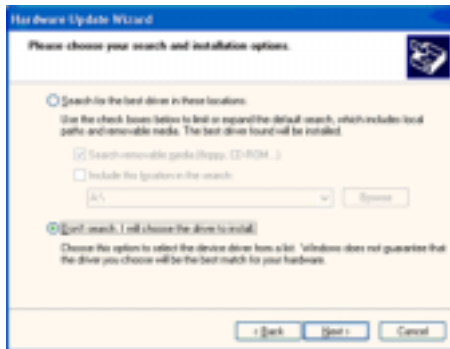 Hardware Update Wizard
Please choose your search and installation options.
Search for the best driver in these locations.
Use the check boxes below to limit or expand the default search, which includes local
paths and removable media. The best driver found will be installed.
Search removable media (floppy, CD-ROM...)
Include this location in the search:
A:\
Browse
Don't search. I will choose the driver to install.
Choose this option to select the device driver from a list. Windows does not guarantee that
the driver you choose will be the best match for your hardware.
< Back
Next >
Cancel